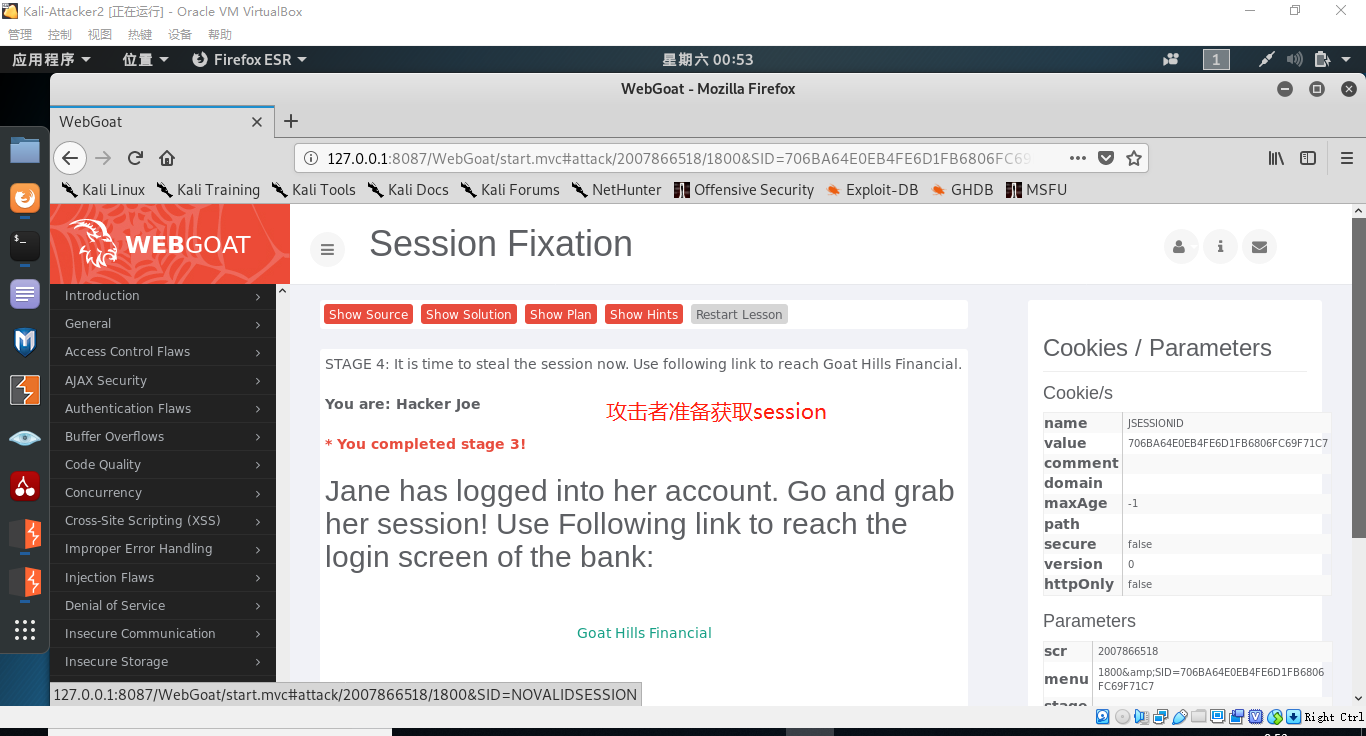 Kali-Attacker2 [正在运行] - Oracle VM VirtualBox
管理 控制 视图 热键 设备 帮助
应用程序 位置 Firefox ESR 星期六 00:53 1
WebGoat - Mozilla Firefox
WebGoat
127.0.0.1:8087/WebGoat/start.mvc#attack/2007866518/1800&SID=706BA64E0EB4FE6D1FB6806FC69
Kali Linux Kali Training Kali Tools Kali Docs Kali Forums NetHunter Offensive Security Exploit-DB GHDB MSFU
WEBGOAT
Session Fixation
Introduction
General
Access Control Flaws
AJAX Security
Authentication Flaws
Buffer Overflows
Code Quality
Concurrency
Cross-Site Scripting (XSS)
Improper Error Handling
Injection Flaws
Denial of Service
Insecure Communication
Insecure Storage
Show Source Show Solution Show Plan Show Hints Restart Lesson
STAGE 4: It is time to steal the session now. Use following link to reach Goat Hills Financial.
You are: Hacker Joe
攻击者准备获取session
* You completed stage 3!
Jane has logged into her account. Go and grab
her session! Use Following link to reach the
login screen of the bank:
Goat Hills Financial
Cookies / Parameters
Cookie/s
name JSESSIONID
value 706BA64E0EB4FE6D1FB6806FC69F71C7
comment
domain
maxAge -1
path
secure false
version 0
httpOnly false
Parameters
scr 2007866518
menu 1800&amp;SID=706BA64E0EB4FE6D1FB6806
FC69F71C7
127.0.0.1:8087/WebGoat/start.mvc#attack/2007866518/1800&SID=NOVALIDSESSION
Right Ctrl